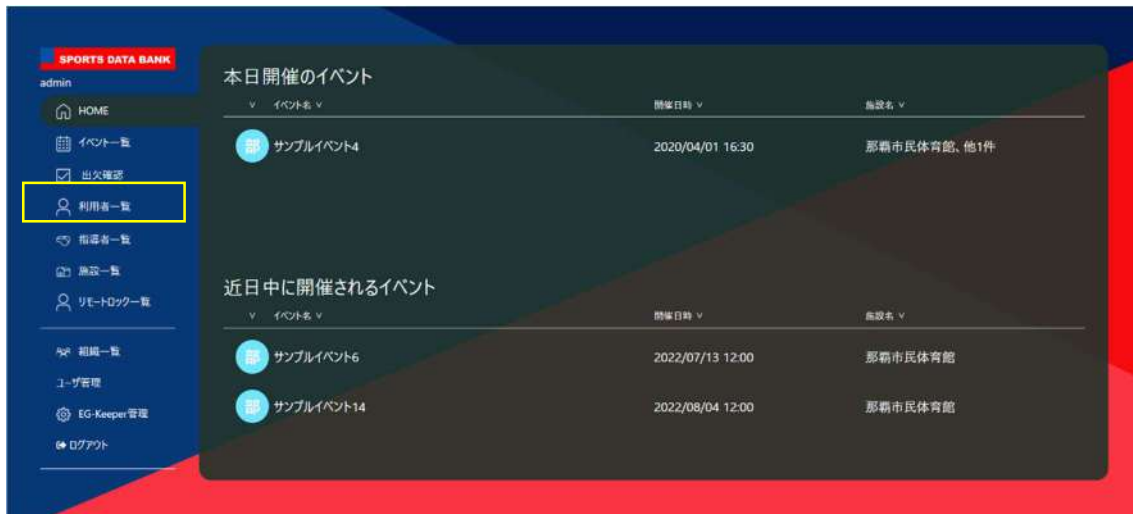 SPORTS DATA BANK
admin
HOME
イベント一覧
出欠確認
利用者一覧
指導者一覧
施設一覧
リモートロック一覧
組織一覧
ユーザ管理
EG-Keeper管理
ログアウト
本日開催のイベント
イベント名 開催日時 施設名
部 サンプルイベント4 2020/04/01 16:30 那覇市民体育館、他1件
近日中に開催されるイベント
イベント名 開催日時 施設名
部 サンプルイベント6 2022/07/13 12:00 那覇市民体育館
部 サンプルイベント14 2022/08/04 12:00 那覇市民体育館